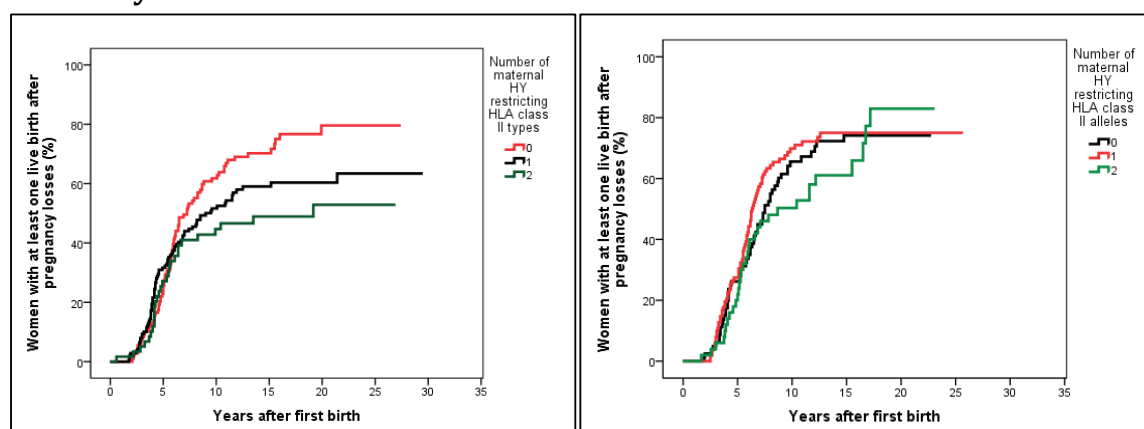 Women with at least one live birth after
pregnancy losses (%)
100
80
60
40
20
0
0 5 10 15 20 25 30 35
Years after first birth
Number of
maternal
HY
restricting
HLA class
II types
0
1
2
Women with at least one live birth after
pregnancy losses (%)
100
80
60
40
20
0
0 5 10 15 20 25 30 35
Years after first birth
Number of
maternal
HY
restricting
HLA class
II alleles
0
1
2